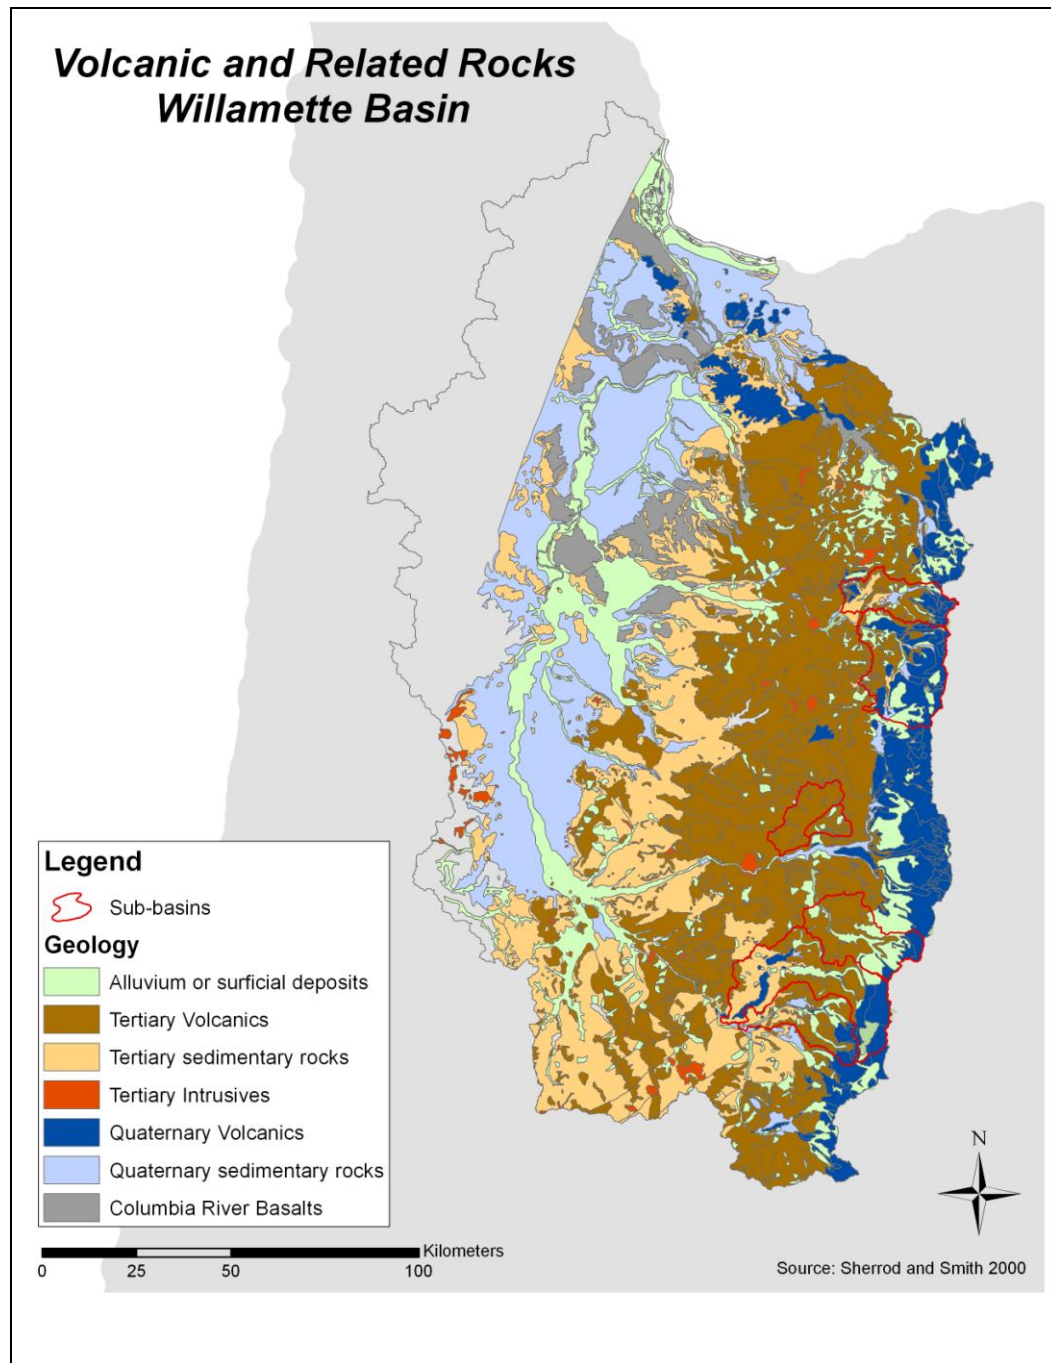 Volcanic and Related Rocks
Willamette Basin
Legend
Sub-basins
Geology
Alluvium or surficial deposits
Tertiary Volcanics
Tertiary sedimentary rocks
Tertiary Intrusives
Quaternary Volcanics
Quaternary sedimentary rocks
Columbia River Basalts
N
Kilometers
0 25 50 100
Source: Sherrod and Smith 2000